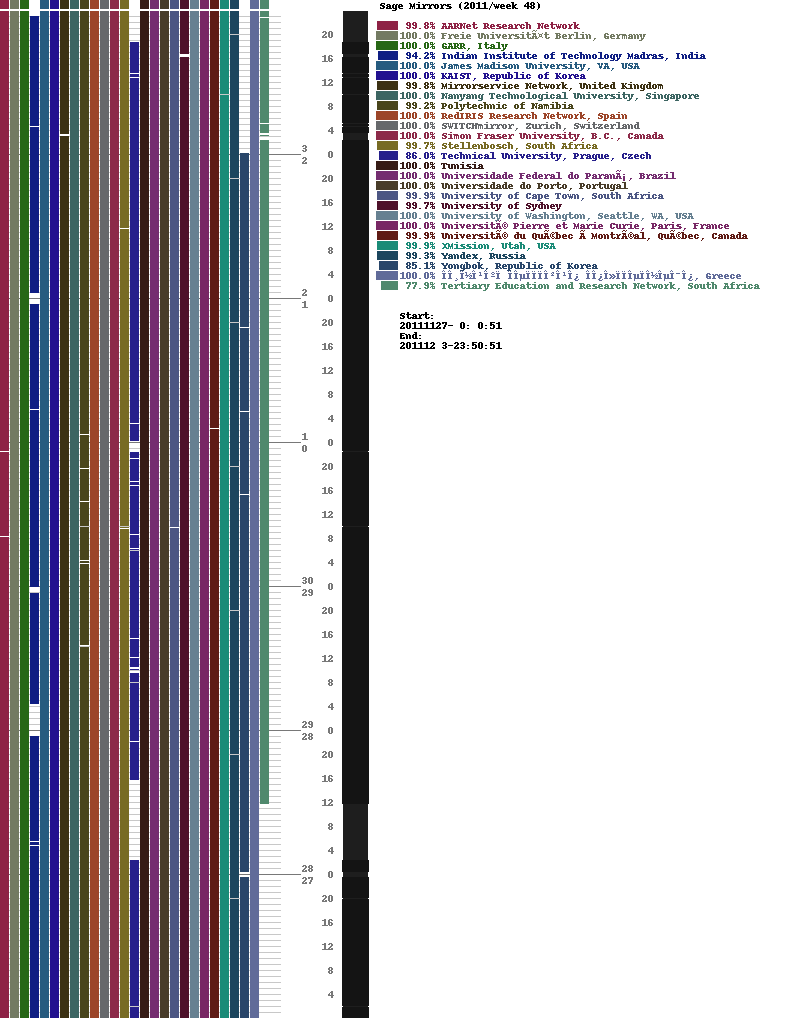 Sage Mirrors (2011/week 48)
99.8% AARNet Research Network
100.0% Freie UniversitÃ¤t Berlin, Germany
100.0% GARR, Italy
94.2% Indian Institute of Technology Madras, India
100.0% James Madison University, VA, USA
100.0% KAIST, Republic of Korea
99.8% Mirrorservice Network, United Kingdom
100.0% Nanyang Technological University, Singapore
99.2% Polytechnic of Namibia
100.0% RedIRIS Research Network, Spain
100.0% SWITCHmirror, Zurich, Switzerland
100.0% Simon Fraser University, B.C., Canada
99.7% Stellenbosch, South Africa
86.0% Technical University, Prague, Czech
100.0% Tunisia
100.0% Universidade Federal do ParanÃ¡, Brazil
100.0% Universidade do Porto, Portugal
99.9% University of Cape Town, South Africa
99.7% University of Sydney
100.0% University of Washington, Seattle, WA, USA
100.0% UniversitÃ© Pierre et Marie Curie, Paris, France
99.9% UniversitÃ© du QuÃ©bec Ã MontrÃ©al, QuÃ©bec, Canada
99.9% XMission, Utah, USA
99.3% Yandex, Russia
85.1% Yongbok, Republic of Korea
100.0% Greece
77.9% Tertiary Education and Research Network, South Africa
Start:
20111127- 0: 0:51
End:
201112 3-23:50:51
20
16
12
8
4
3
0
2
20
16
12
8
4
2
0
1
20
16
12
8
4
1
0
0
20
16
12
8
4
30
0
29
20
16
12
8
4
29
0
28
20
16
12
8
4
28
0
27
20
16
12
8
4